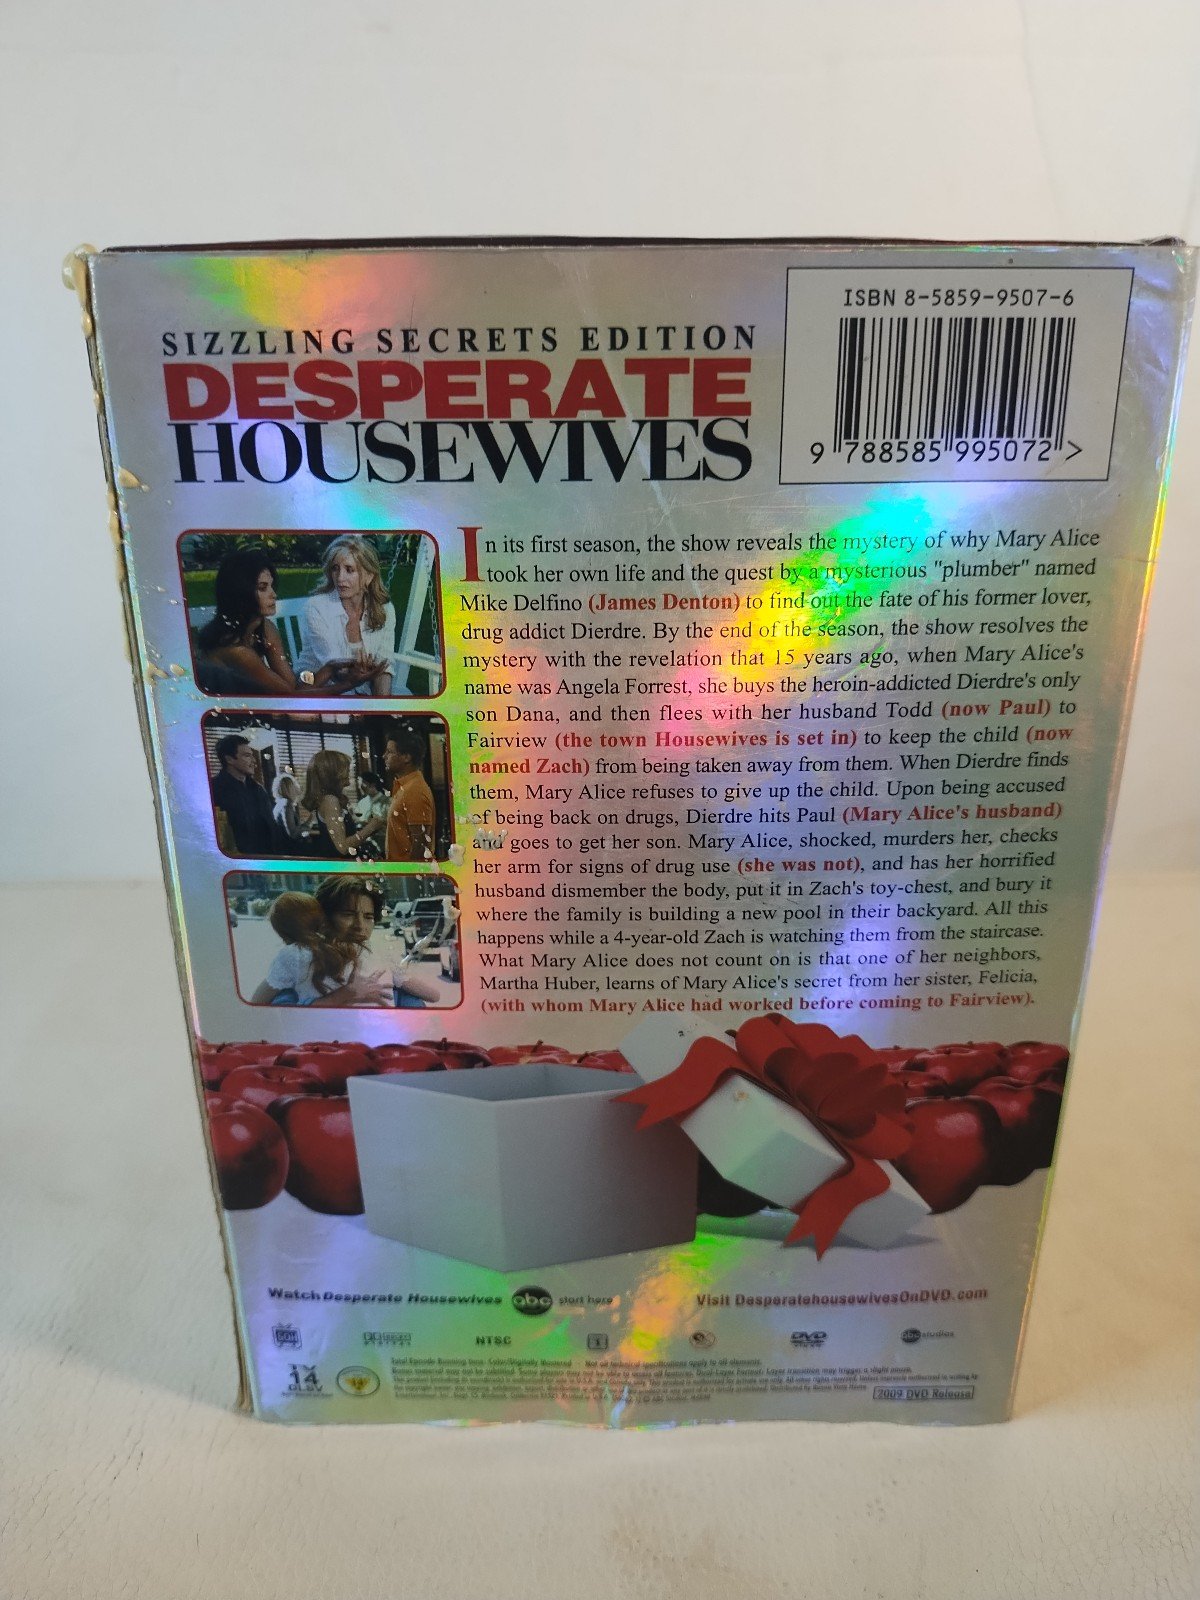 ISBN 8-5859-9507-6
9 788585 995072 >
SIZZLING SECRETS EDITION
DESPERATE
HOUSEWIVES
In its first season, the show reveals the mystery of why Mary Alice
took her own life and the quest by a mysterious "plumber" named
Mike Delfino (James Denton) to find out the fate of his former lover,
drug addict Dierdre. By the end of the season, the show resolves the
mystery with the revelation that 15 years ago, when Mary Alice's
name was Angela Forrest, she buys the heroin-addicted Dierdre's only
son Dana, and then flees with her husband Todd (now Paul) to
Fairview (the town Housewives is set in) to keep the child (now
named Zach) from being taken away from them. When Dierdre finds
them, Mary Alice refuses to give up the child. Upon being accused
of being back on drugs, Dierdre hits Paul (Mary Alice's husband)
and goes to get her son. Mary Alice, shocked, murders her, checks
her arm for signs of drug use (she was not), and has her horrified
husband dismember the body, put it in Zach's toy-chest, and bury it
where the family is building a new pool in their backyard. All this
happens while a 4-year-old Zach is watching them from the staircase.
What Mary Alice does not count on is that one of her neighbors,
Martha Huber, learns of Mary Alice's secret from her sister, Felicia,
(with whom Mary Alice had worked before coming to Fairview).
Watch Desperate Housewives abc start here
Visit DesperatehousewivesOnDVD.com
NTSC
DVD
abc studios
TV
14
DLSV
2009 DVD Release